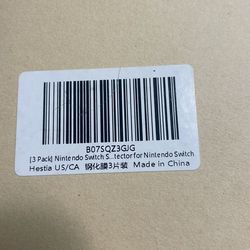 B07SQZ3GJG
[3 Pack] Nintendo Switch S...tector for Nintendo Switch
Hestia US/CA 钢化膜3片装 Made in China